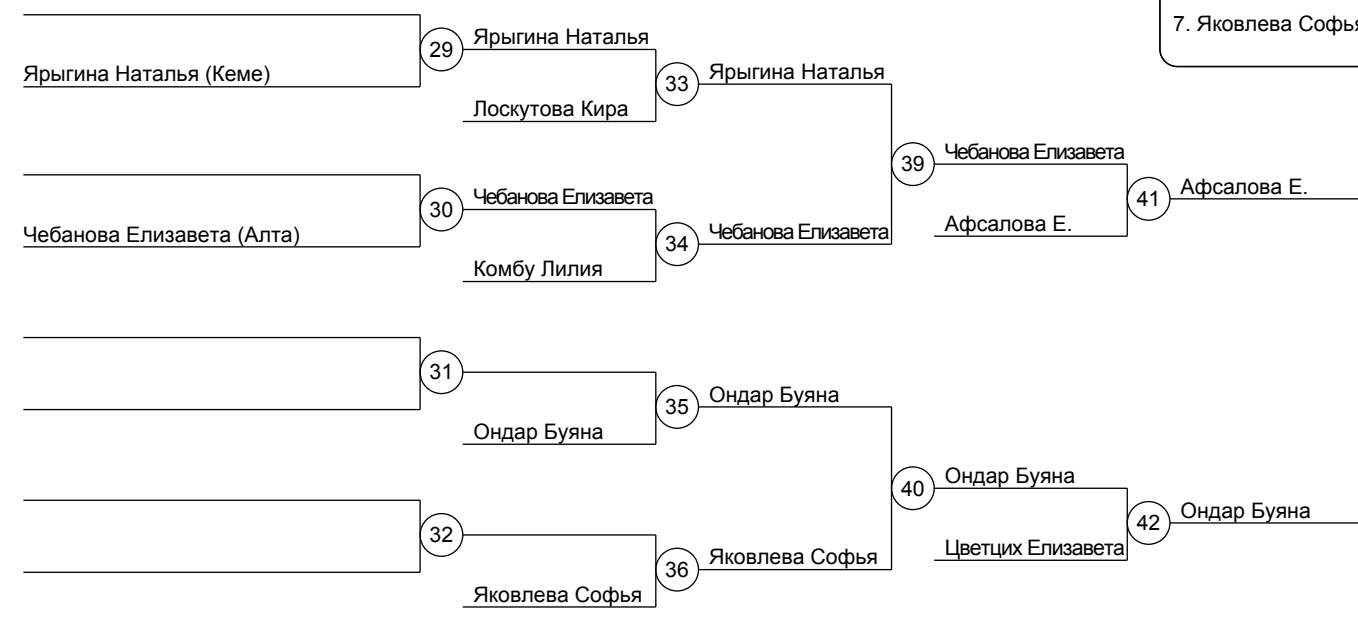 7. Яковлева Софья
29
Ярыгина Наталья
Ярыгина Наталья (Кеме)
33
Ярыгина Наталья
Лоскутова Кира
39
Чебанова Елизавета
30
Чебанова Елизавета
41
Афсалова Е.
Чебанова Елизавета (Алта)
34
Чебанова Елизавета
Афсалова Е.
Комбу Лилия
31
35
Ондар Буяна
Ондар Буяна
40
Ондар Буяна
42
Ондар Буяна
32
Цветцих Елизавета
36
Яковлева Софья
Яковлева Софья